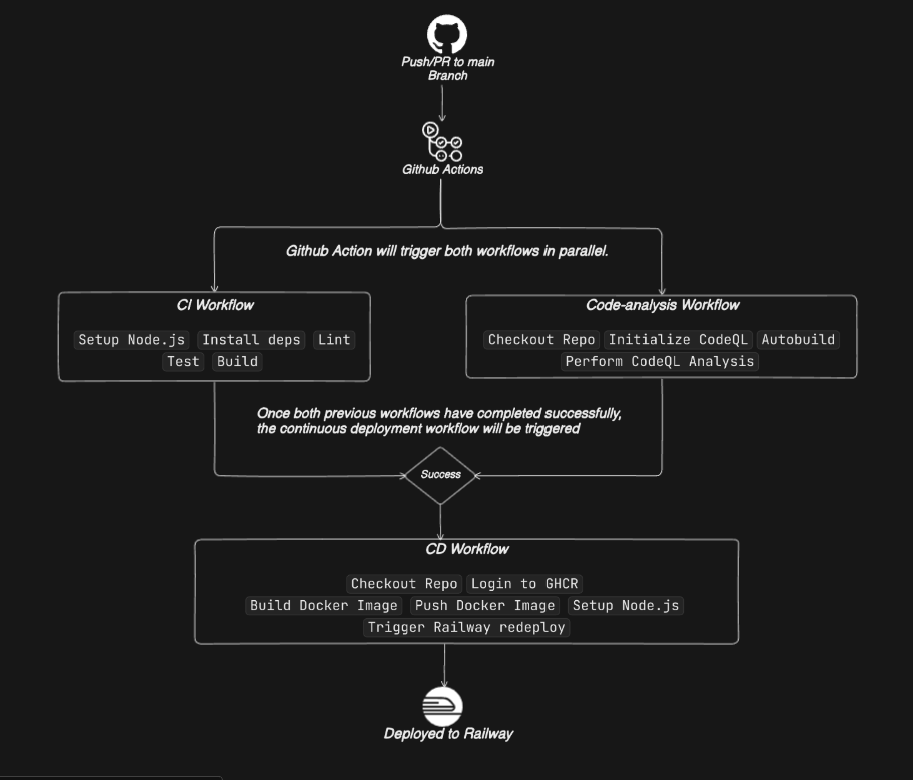 Push/PR to main
Branch
Github Actions
Github Action will trigger both workflows in parallel.
CI Workflow
Setup Node.js Install deps Lint
Test Build
Code-analysis Workflow
Checkout Repo Initialize CodeQL Autobuild
Perform CodeQL Analysis
Once both previous workflows have completed successfully,
the continuous deployment workflow will be triggered
Success
CD Workflow
Checkout Repo Login to GHCR
Build Docker Image Push Docker Image Setup Node.js
Trigger Railway redeploy
Deployed to Railway